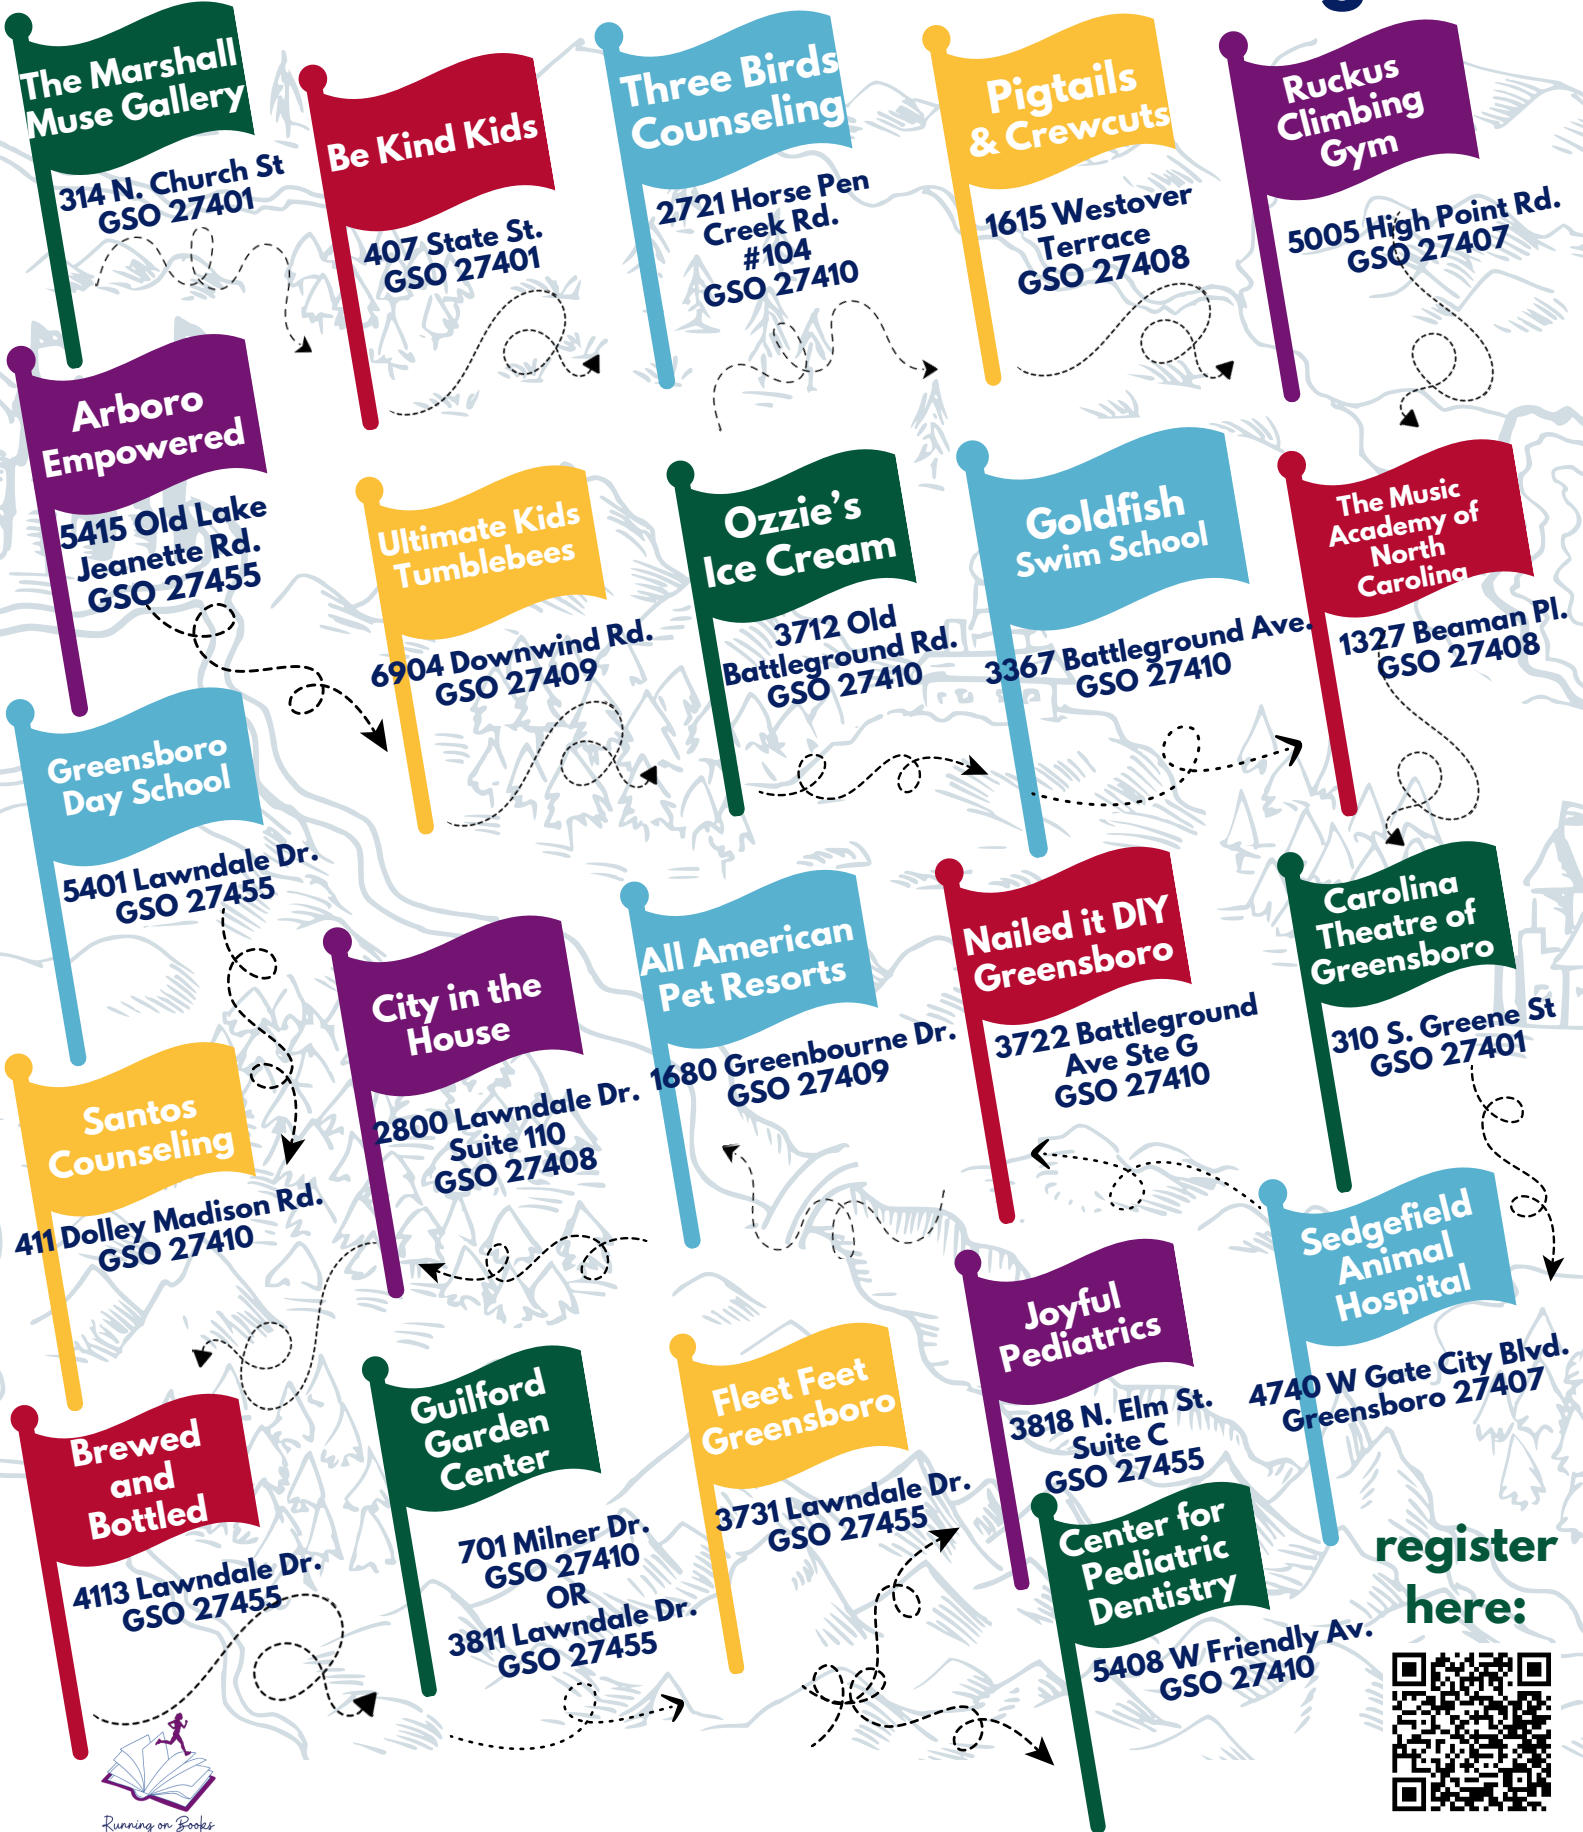 The Marshall
Muse Gallery
314 N. Church St
GSO 27401
Be Kind Kids
407 State St.
GSO 27401
Three Birds
Counseling
2721 Horse Pen
Creek Rd.
#104
GSO 27410
Pigtails
& Crewcuts
1615 Westover
Terrace
GSO 27408
Ruckus
Climbing
Gym
5005 High Point Rd.
GSO 27407
Arboro
Empowered
5415 Old Lake
Jeanette Rd.
GSO 27455
Ultimate Kids
Tumblebees
6904 Downwind Rd.
GSO 27409
Ozzie's
Ice Cream
3712 Old
Battleground Rd.
GSO 27410
Goldfish
Swim School
3367 Battleground Ave.
GSO 27410
The Music
Academy of
North
Carolina
1327 Beaman Pl.
GSO 27408
Greensboro
Day School
5401 Lawndale Dr.
GSO 27455
City in the
House
2800 Lawndale Dr.
Suite 110
GSO 27408
All American
Pet Resorts
1680 Greenbourne Dr.
GSO 27409
Nailed it DIY
Greensboro
3722 Battleground
Ave Ste G
GSO 27410
Carolina
Theatre of
Greensboro
310 S. Greene St
GSO 27401
Santos
Counseling
411 Dolley Madison Rd.
GSO 27410
Sedgefield
Animal
Hospital
4740 W Gate City Blvd.
Greensboro 27407
Joyful
Pediatrics
3818 N. Elm St.
Suite C
GSO 27455
Brewed
and
Bottled
4113 Lawndale Dr.
GSO 27455
Guilford
Garden
Center
701 Milner Dr.
GSO 27410
OR
3811 Lawndale Dr.
GSO 27455
Fleet Feet
Greensboro
3731 Lawndale Dr.
GSO 27455
Center for
Pediatric
Dentistry
5408 W Friendly Av.
GSO 27410
register
here:
Running on Books